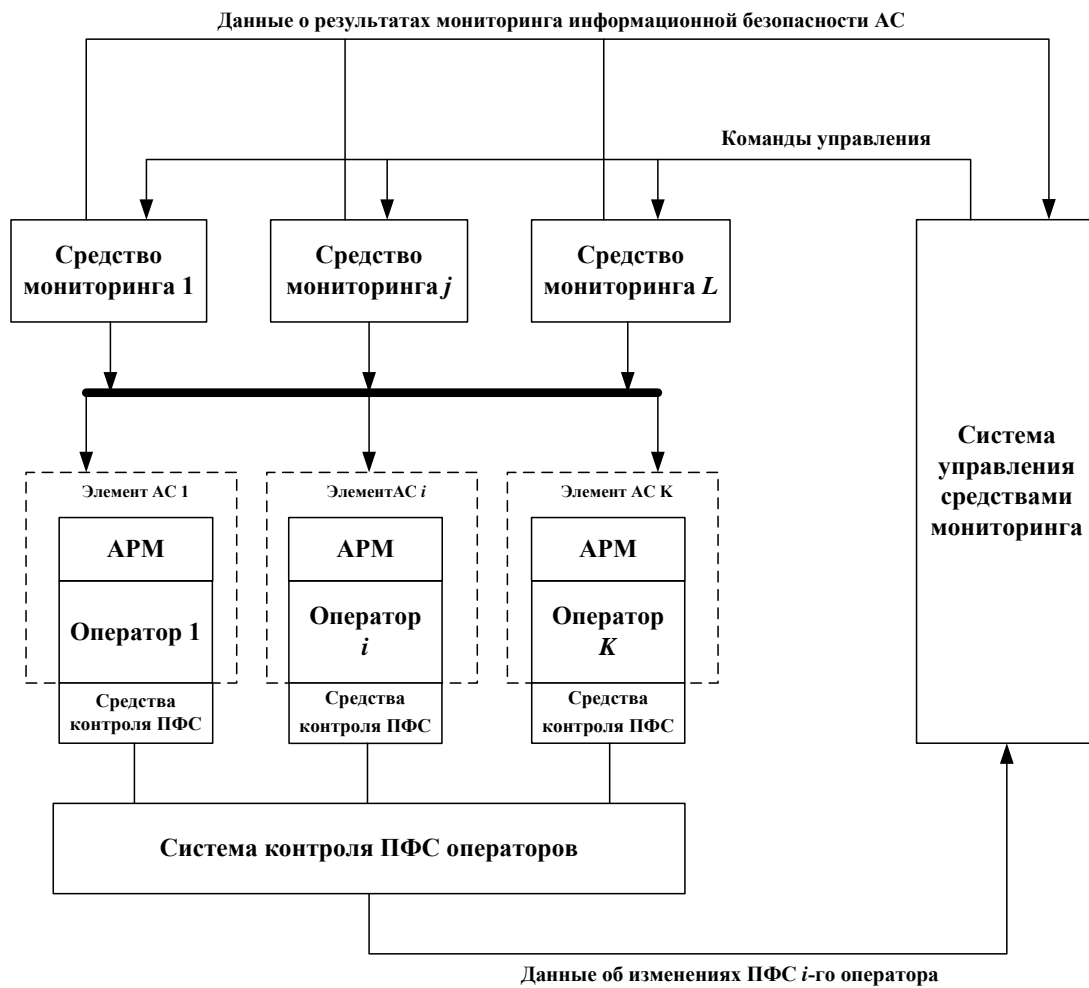 Данные о результатах мониторинга информационной безопасности АС
Команды управления
Средство
мониторинга 1
Средство
мониторинга j
Средство
мониторинга L
Система
управления
средствами
мониторинга
Элемент АС 1
ЭлементАС i
Элемент АС K
АРМ
АРМ
АРМ
Оператор 1
Оператор
i
Оператор
K
Средства
контроля ПФС
Средства
контроля ПФС
Средства
контроля ПФС
Система контроля ПФС операторов
Данные об изменениях ПФС i-го оператора